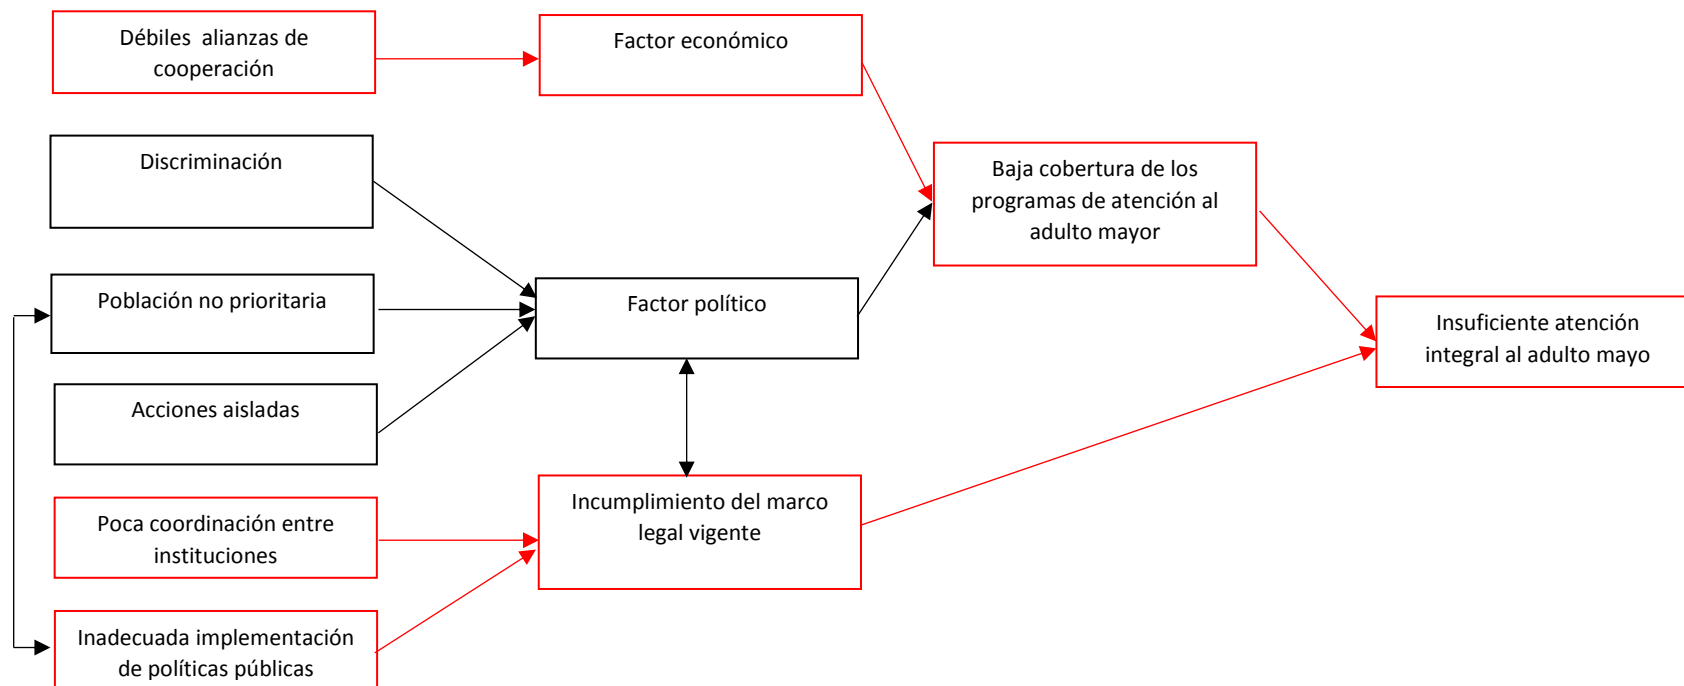 Débiles  alianzas de
cooperación
Factor económico
Discriminación
Baja cobertura de los
programas de atención al
adulto mayor
Población no prioritaria
Factor político
Insuficiente atención
integral al adulto mayo
Acciones aisladas
Poca coordinación entre
instituciones
Incumplimiento del marco
legal vigente
Inadecuada implementación
de políticas públicas